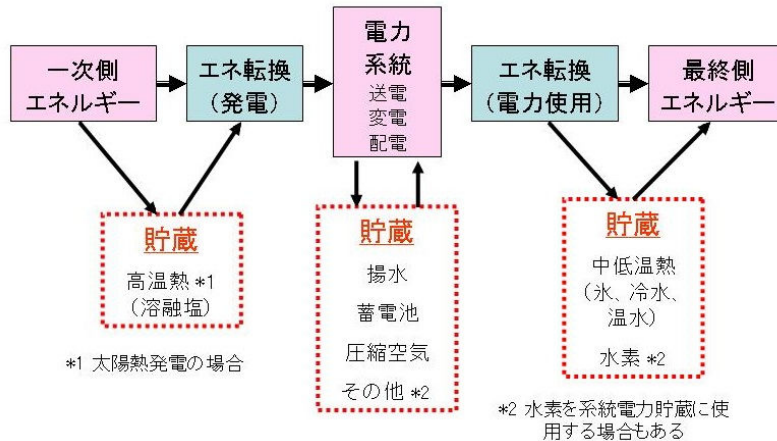 一次側
エネルギー
エネ転換
(発電)
電力
系統
送電
変電
配電
エネ転換
(電力使用)
最終側
エネルギー
貯蔵
高温熱 *1
(溶融塩)
*1 太陽熱発電の場合
貯蔵
揚水
蓄電池
圧縮空気
その他 *2
貯蔵
中低温熱
(氷、冷水、
温水)
水素 *2
*2 水素を系統電力貯蔵に使
用する場合もある